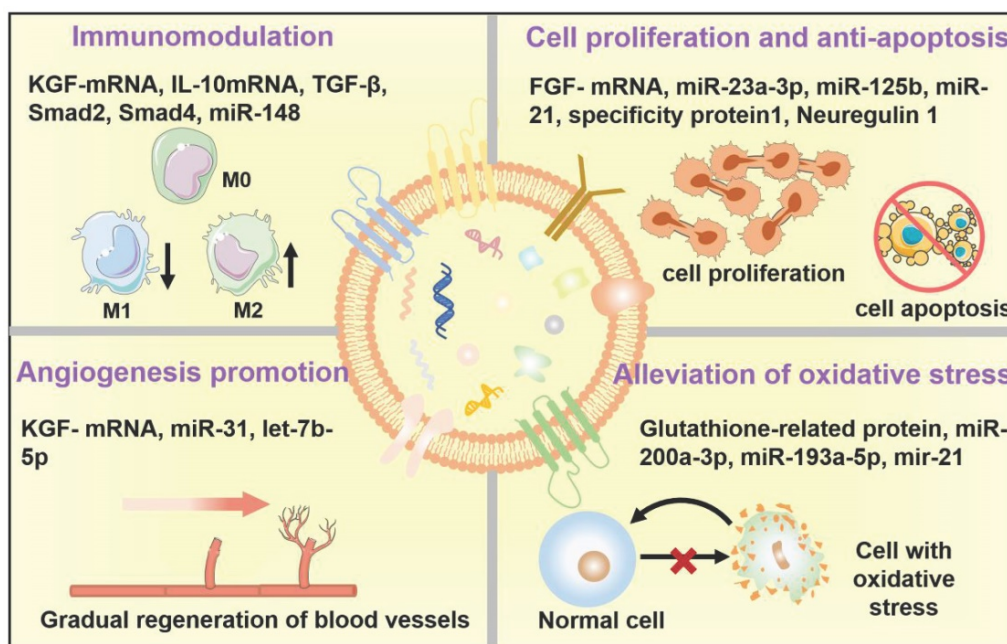 Immunomodulation
KGF-mRNA, IL-10mRNA, TGF-β,
Smad2, Smad4, miR-148
M0
M1
M2
Cell proliferation and anti-apoptosis
FGF- mRNA, miR-23a-3p, miR-125b, miR-
21, specificity protein1, Neuregulin 1
cell proliferation
cell apoptosis
Angiogenesis promotion
KGF- mRNA, miR-31, let-7b-
5p
Gradual regeneration of blood vessels
Alleviation of oxidative stress
Glutathione-related protein, miR-
200a-3p, miR-193a-5p, mir-21
Normal cell
Cell with
oxidative
stress